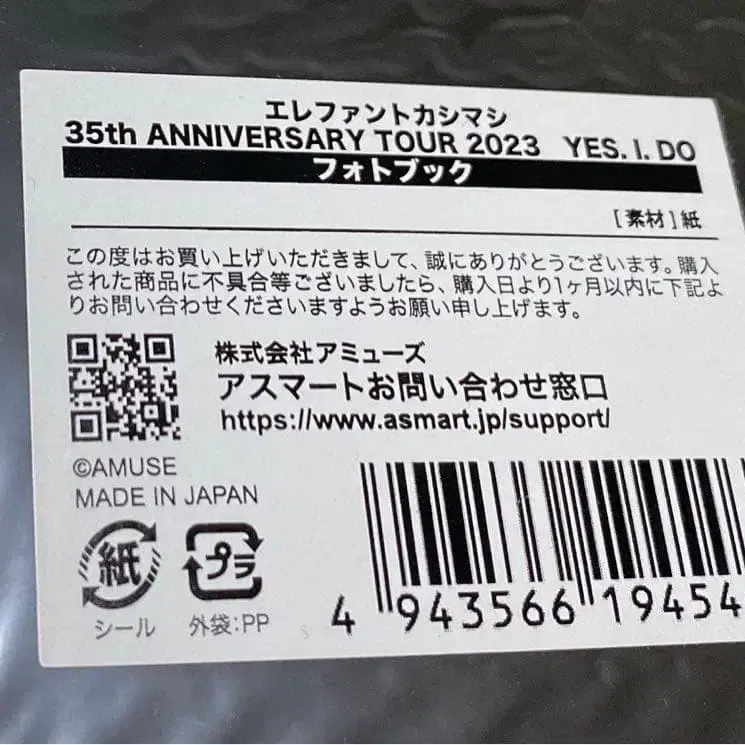 エレファントカシマシ
35th ANNIVERSARY TOUR 2023 YES. I. DO
フォトブック
[素材]紙
この度はお買い上げいただきまして、誠にありがとうございます。購入
された商品に不具合等ございましたら、購入日より1ヶ月以内に下記よ
りお問い合わせくださいますようお願い申し上げます。
株式会社アミューズ
アスマートお問い合わせ窓口
https://www.asmart.jp/support/
©AMUSE
MADE IN JAPAN
紙 プラ
シール 外袋:PP
4 943566 19454